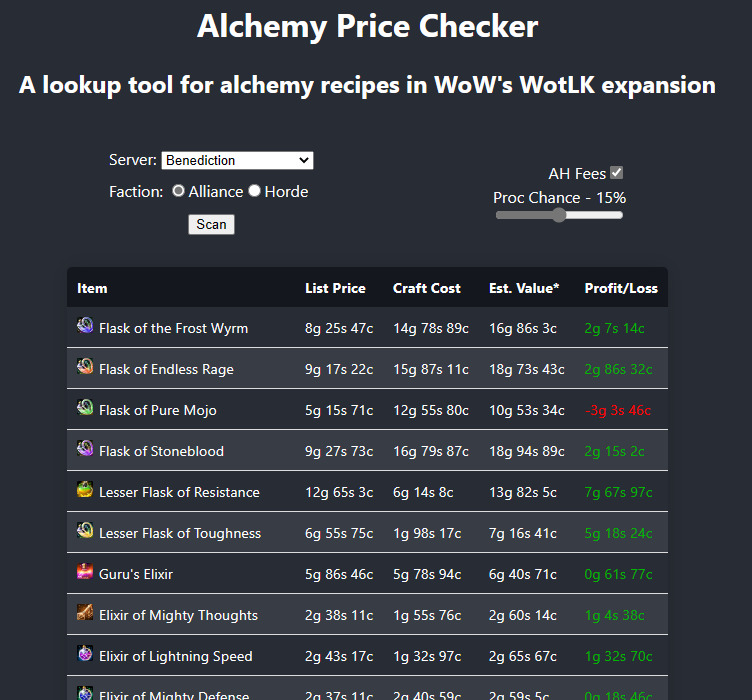 Alchemy Price Checker
A lookup tool for alchemy recipes in WoW's WotLK expansion
Server: Benediction
Faction: Alliance Horde
Scan
AH Fees
Proc Chance - 15%
Item List Price Craft Cost Est. Value* Profit/Loss
Flask of the Frost Wyrm 8g 25s 47c 14g 78s 89c 16g 86s 3c 2g 7s 14c
Flask of Endless Rage 9g 17s 22c 15g 87s 11c 18g 73s 43c 2g 86s 32c
Flask of Pure Mojo 5g 15s 71c 12g 55s 80c 10g 53s 34c -3g 3s 46c
Flask of Stoneblood 9g 27s 73c 16g 79s 87c 18g 94s 89c 2g 15s 2c
Lesser Flask of Resistance 12g 65s 3c 6g 14s 8c 13g 82s 5c 7g 67s 97c
Lesser Flask of Toughness 6g 55s 75c 1g 98s 17c 7g 16s 41c 5g 18s 24c
Guru's Elixir 5g 86s 46c 5g 78s 94c 6g 40s 71c 0g 61s 77c
Elixir of Mighty Thoughts 2g 38s 11c 1g 55s 76c 2g 60s 14c 1g 4s 38c
Elixir of Lightning Speed 2g 43s 17c 1g 32s 97c 2g 65s 67c 1g 32s 70c
Elixir of Mighty Defense 2g 37s 11c 2g 40s 59c 2g 59s 5c 0g 18s 46c